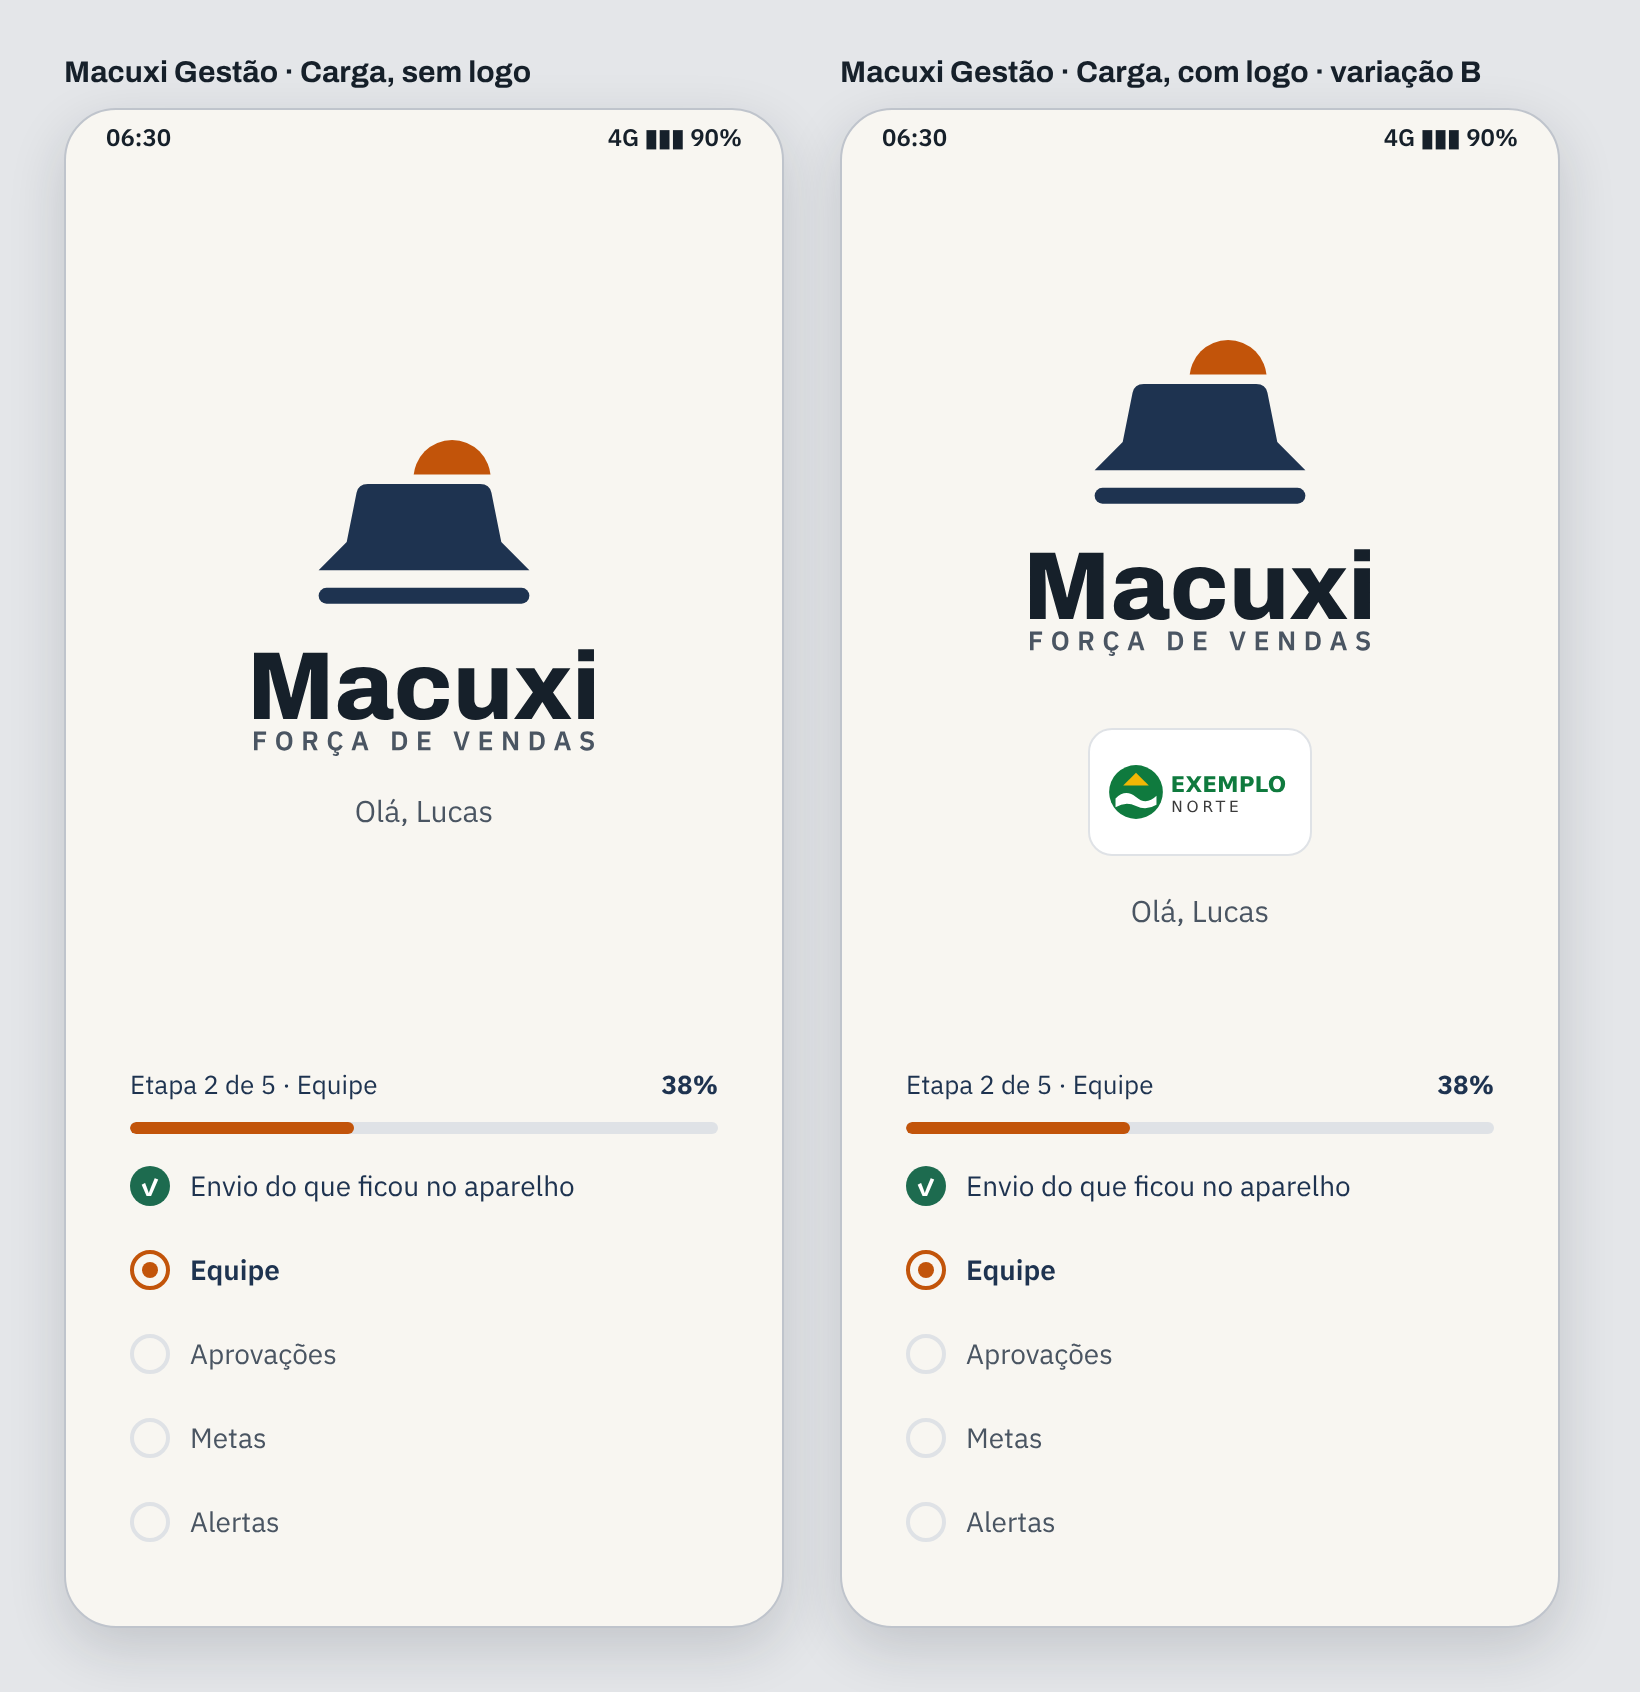 Macuxi Gestão · Carga, sem logo
06:30
4G 90%
Macuxi
FORÇA DE VENDAS
Olá, Lucas
Etapa 2 de 5 · Equipe
38%
Envio do que ficou no aparelho
Equipe
Aprovações
Metas
Alertas
Macuxi Gestão · Carga, com logo · variação B
06:30
4G 90%
Macuxi
FORÇA DE VENDAS
EXEMPLO
NORTE
Olá, Lucas
Etapa 2 de 5 · Equipe
38%
Envio do que ficou no aparelho
Equipe
Aprovações
Metas
Alertas